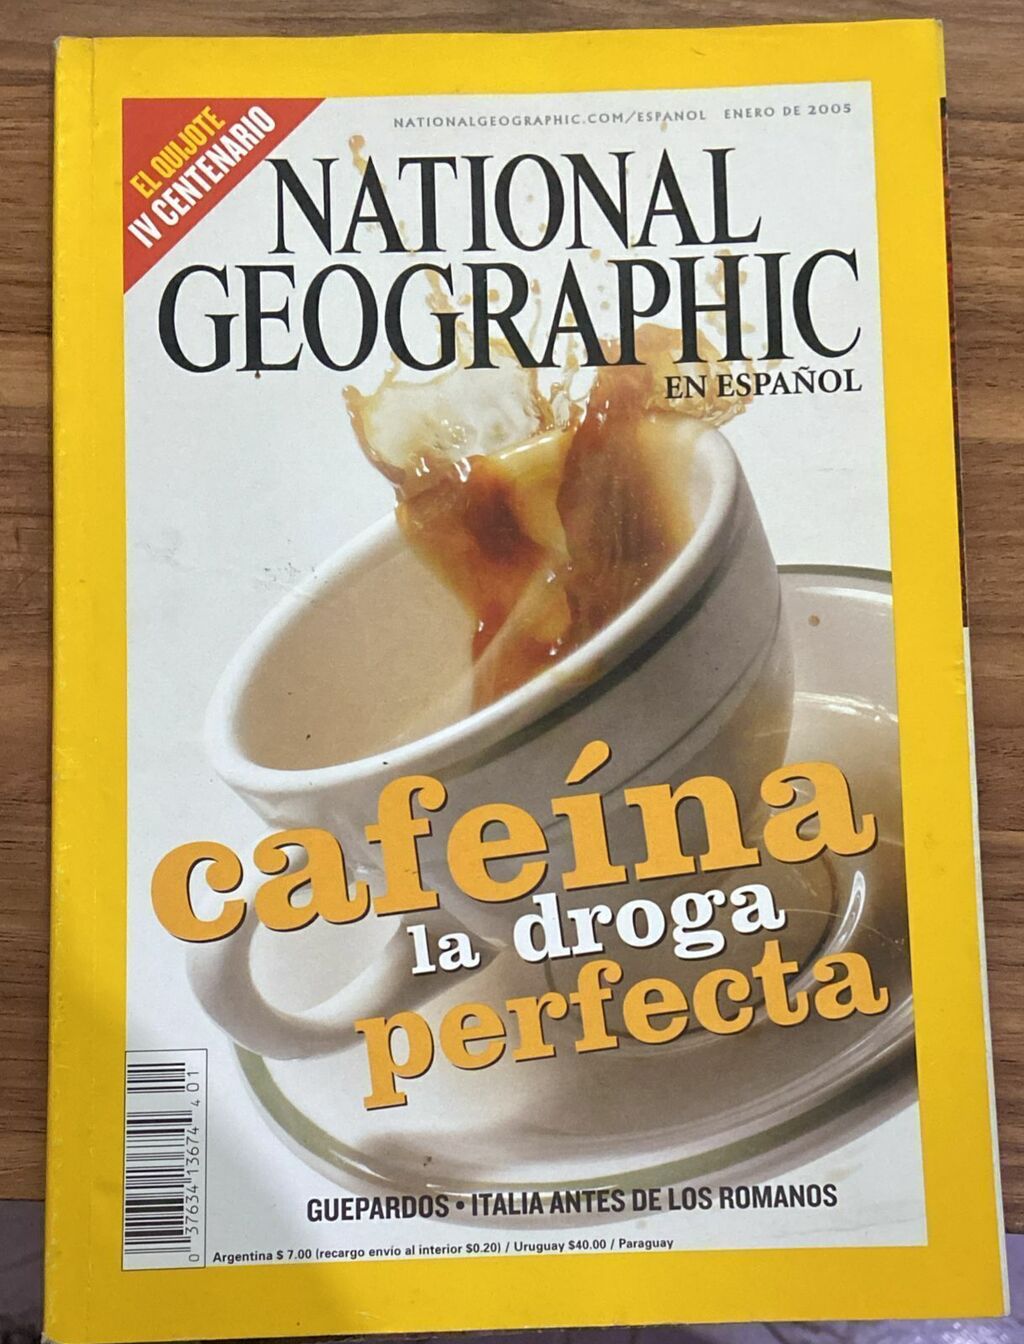 EL QUIJOTE
IV CENTENARIO
NATIONALGEOGRAPHIC.COM/ESPANOL ENERO DE 2005
NATIONAL
GEOGRAPHIC
EN ESPAÑOL
cafeína
la droga
perfecta
GUEPARDOS • ITALIA ANTES DE LOS ROMANOS
Argentina $ 7.00 (recargo envío al interior $0.20) / Uruguay $40.00 / Paraguay
0 37634 13674 4 01